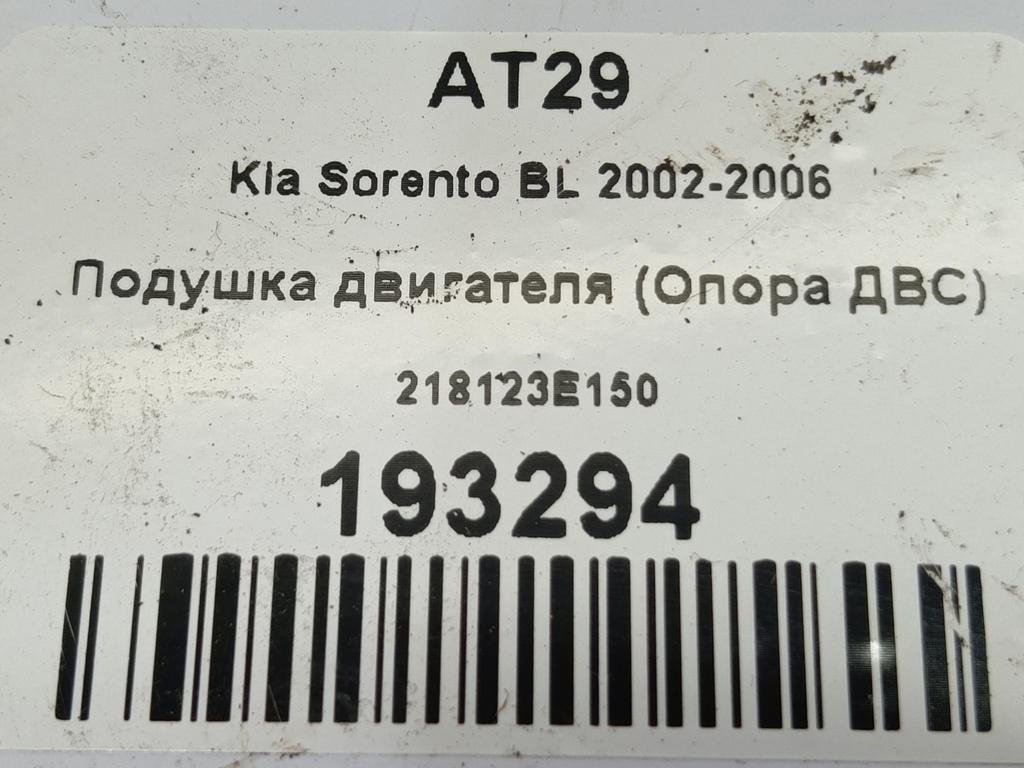 AT29
Kia Sorento BL 2002-2006
Подушка двигателя (Опора ДВС)
218123E150
193294